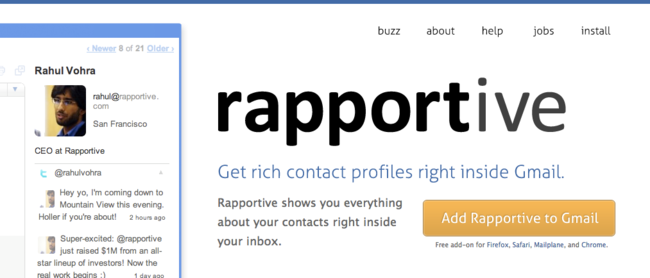 buzz about help jobs install
‹ Newer 8 of 21 Older ›
Rahul Vohra
rahul@rapportive.
com
San Francisco
CEO at Rapportive
@rahulvohra
Hey yo, I'm coming down to
Mountain View this evening.
Holler if you're about! 2 hours ago
Super-excited: @rapportive
just raised $1M from an all-
star lineup of investors! Now the
real work begins :) 1 day ago
rapportive
Get rich contact profiles right inside Gmail.
Rapportive shows you everything
about your contacts right inside
your inbox.
Add Rapportive to Gmail
Free add-on for Firefox, Safari, Mailplane, and Chrome.